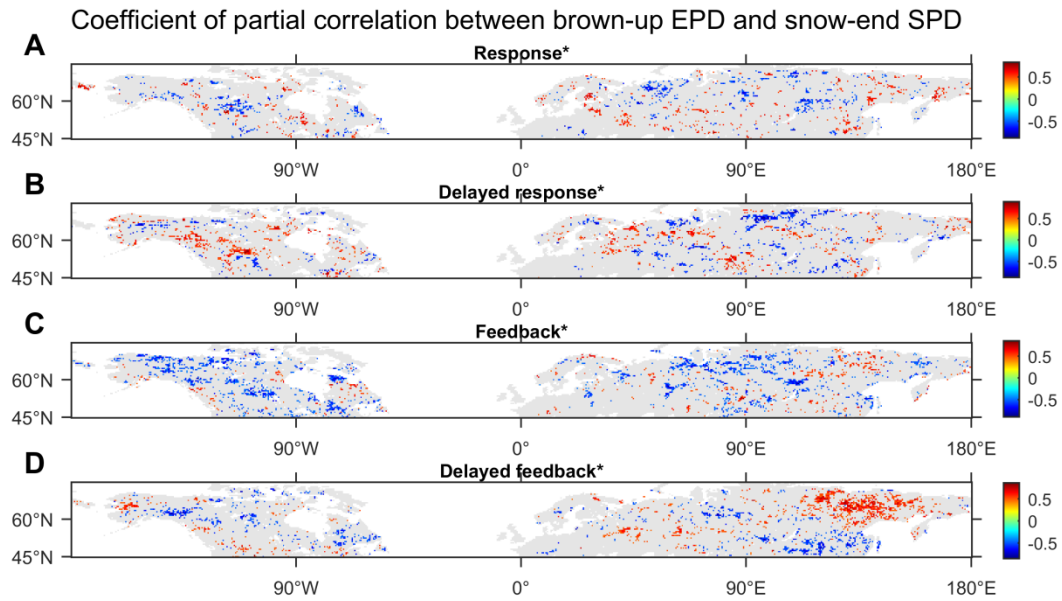 Coefficient of partial correlation between brown-up EPD and snow-end SPD
A
Response*
60°N
45°N
0.5
0
-0.5
90°W
0°
90°E
180°E
B
Delayed response*
60°N
45°N
0.5
0
-0.5
90°W
0°
90°E
180°E
C
Feedback*
60°N
45°N
0.5
0
-0.5
90°W
0°
90°E
180°E
D
Delayed feedback*
60°N
45°N
0.5
0
-0.5
90°W
0°
90°E
180°E